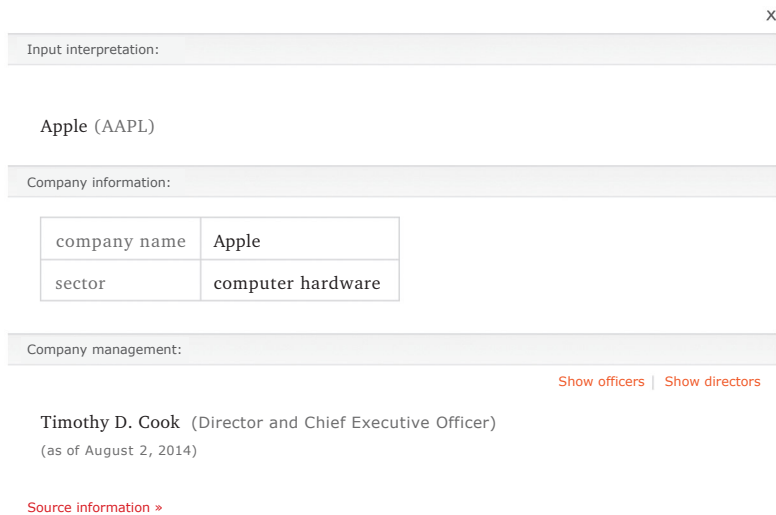 x
Input interpretation:
Apple (AAPL)
Company information:
company name Apple
sector computer hardware
Company management:
Show officers | Show directors
Timothy D. Cook (Director and Chief Executive Officer)
(as of August 2, 2014)
Source information »